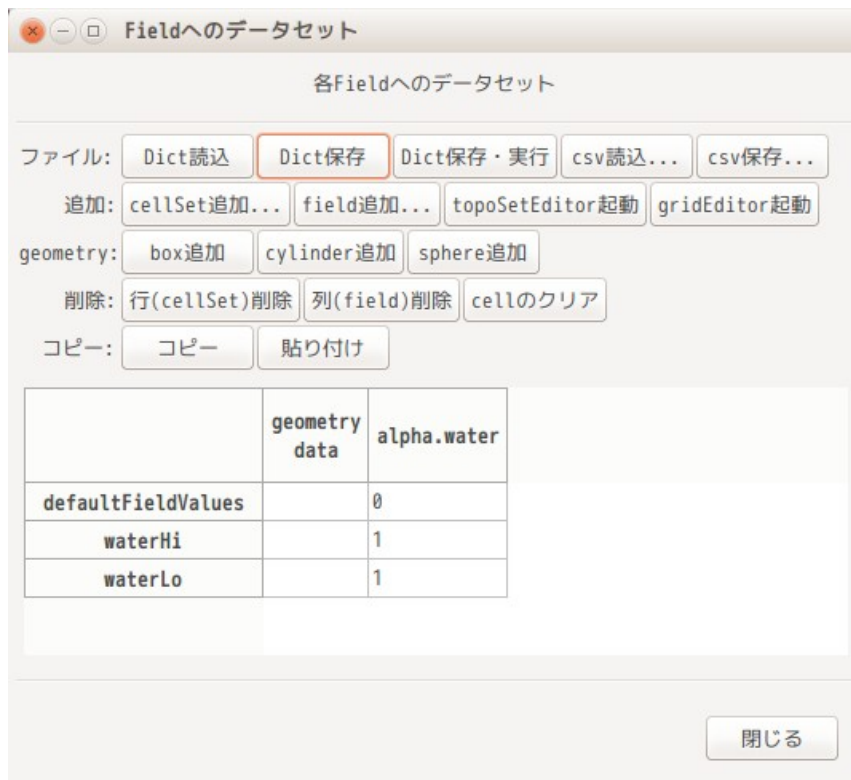 Fieldへのデータセット
各Fieldへのデータセット
ファイル: Dict読込 Dict保存 Dict保存・実行 csv読込... csv保存...
追加: cellSet追加... field追加... topoSetEditor起動 gridEditor起動
geometry: box追加 cylinder追加 sphere追加
削除: 行(cellSet)削除 列(field)削除 cellのクリア
コピー: コピー 貼り付け
geometry data alpha.water
defaultFieldValues 0
waterHi 1
waterLo 1
閉じる